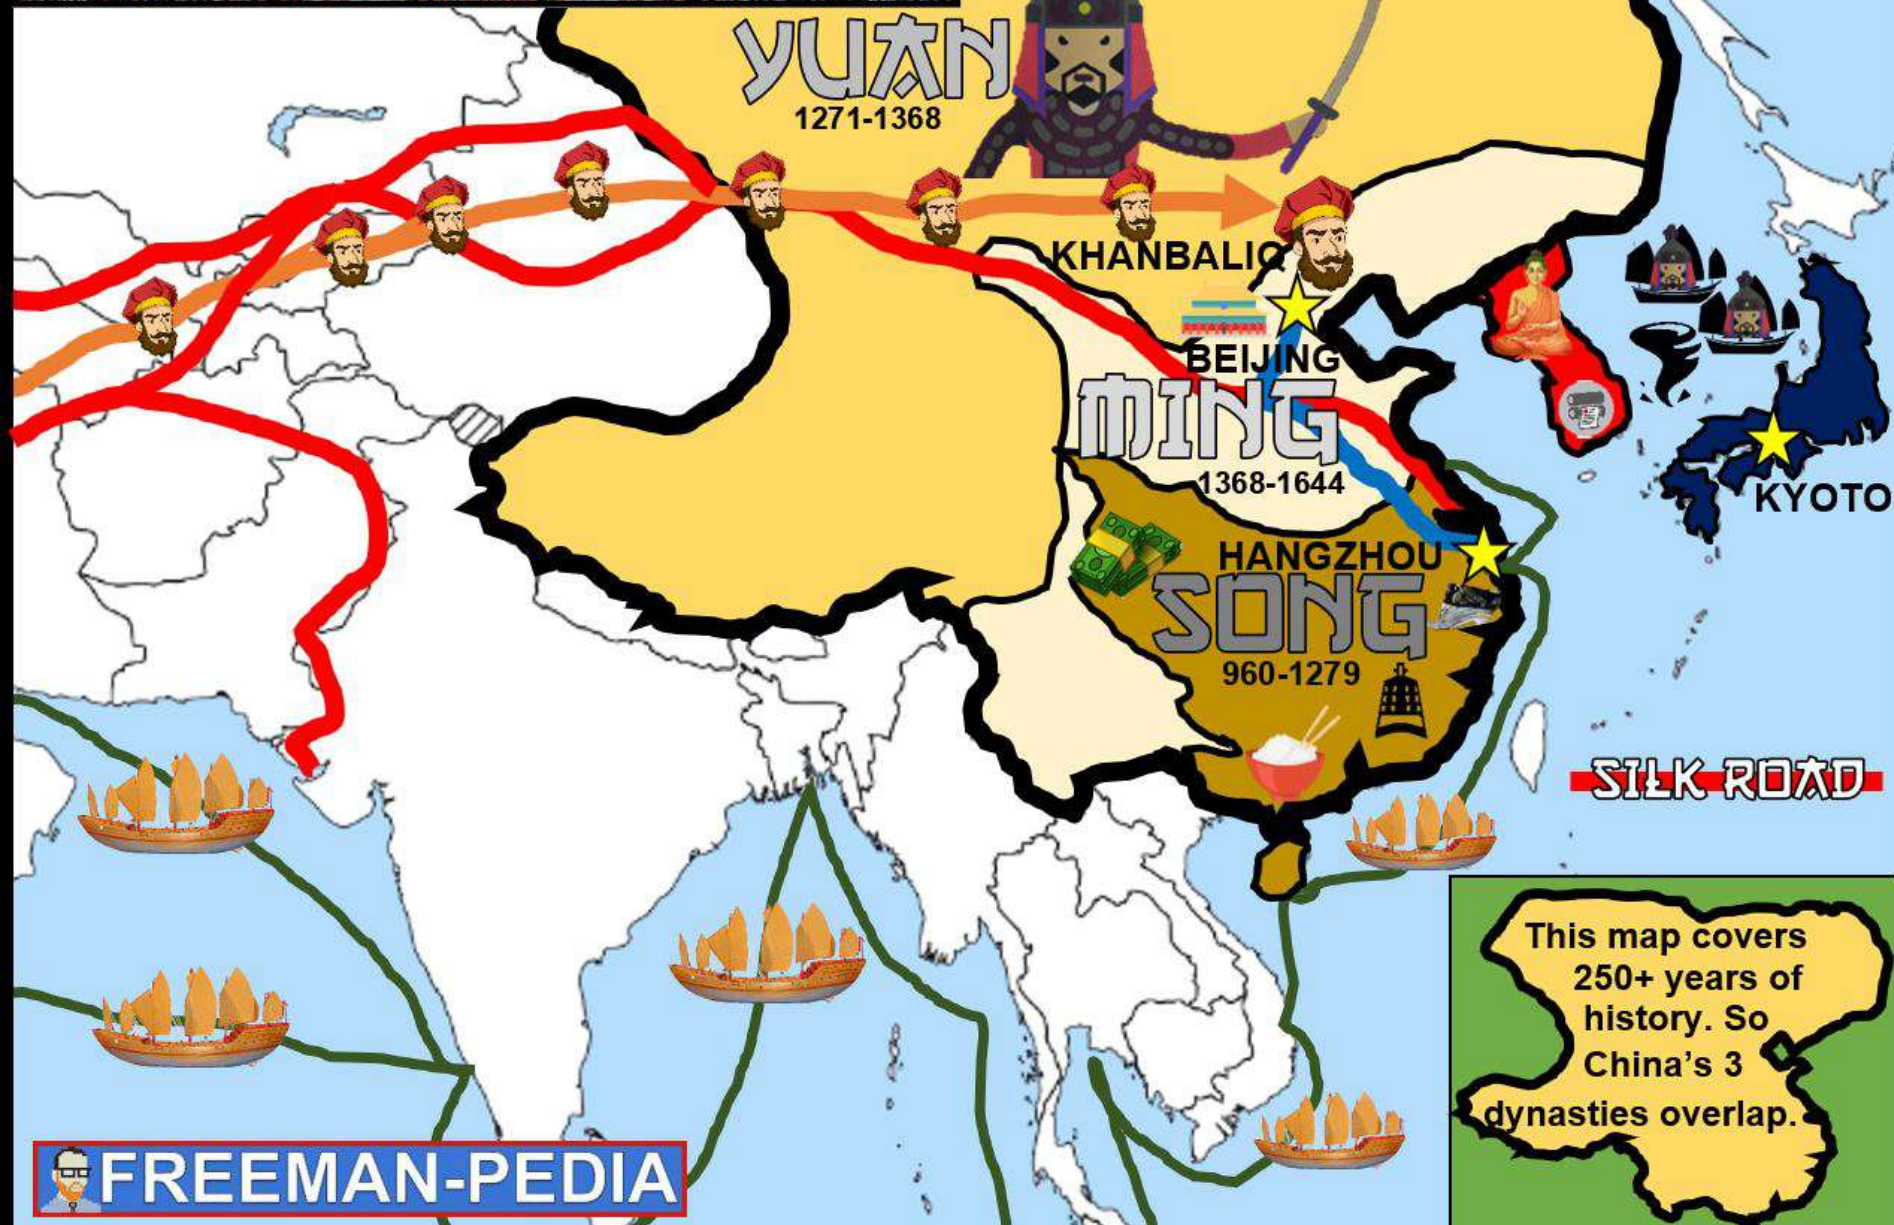 YUAN
1271-1368
KHANBALIQ
BEIJING
MING
1368-1644
KYOTO
HANGZHOU
SONG
960-1279
SILK ROAD
This map covers
250+ years of
history. So
China's 3
dynasties overlap.
FREEMAN-PEDIA